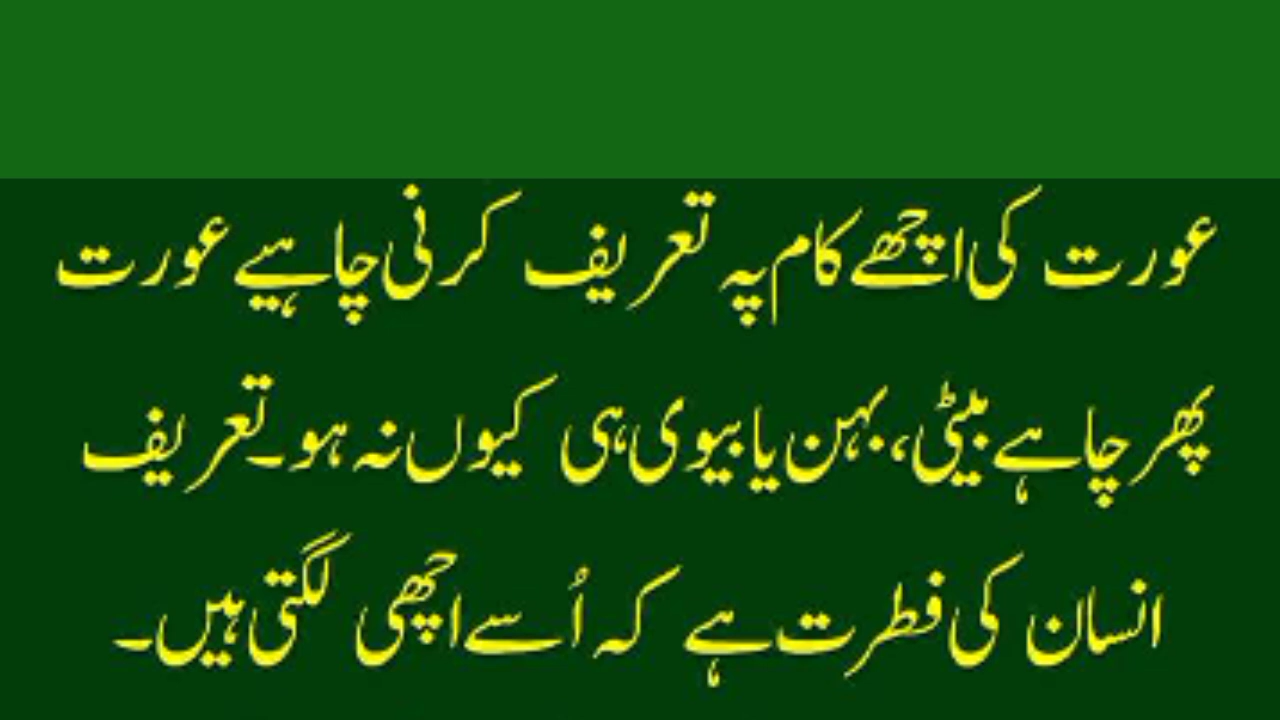 عورت کی اچھے کام پہ تعریف کرنی چاہیے عورت
پھر چاہے بیٹی، بہن یا بیوی ہی کیوں نہ ہو۔ تعریف
انسان کی فطرت ہے کہ اُسے اچھی لگتی ہیں۔